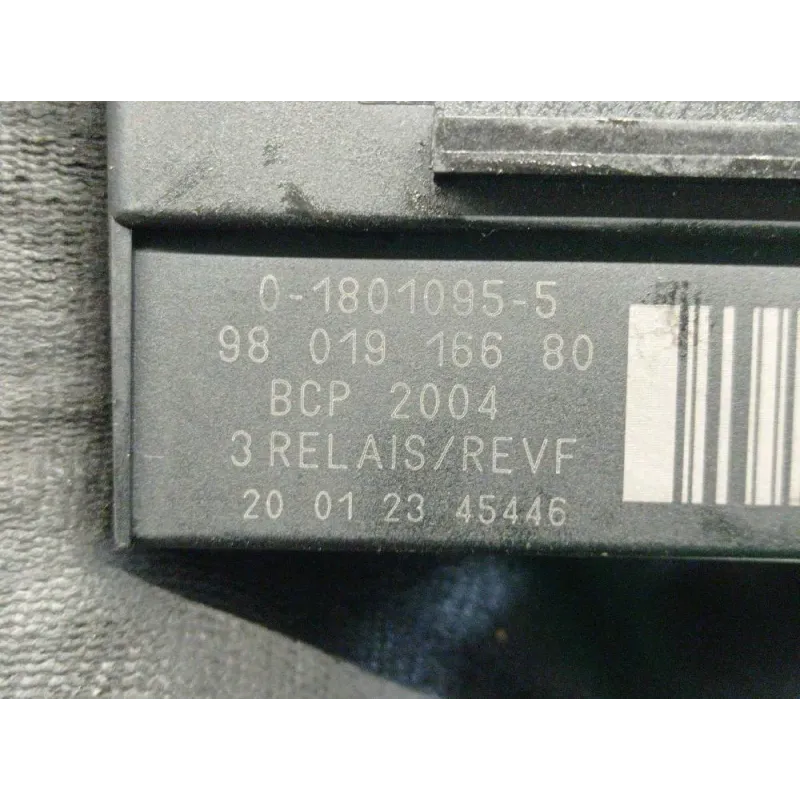 0-1801095-5
98 019 166 80
BCP 2004
3 RELAIS/REVF
20 01 23 45446